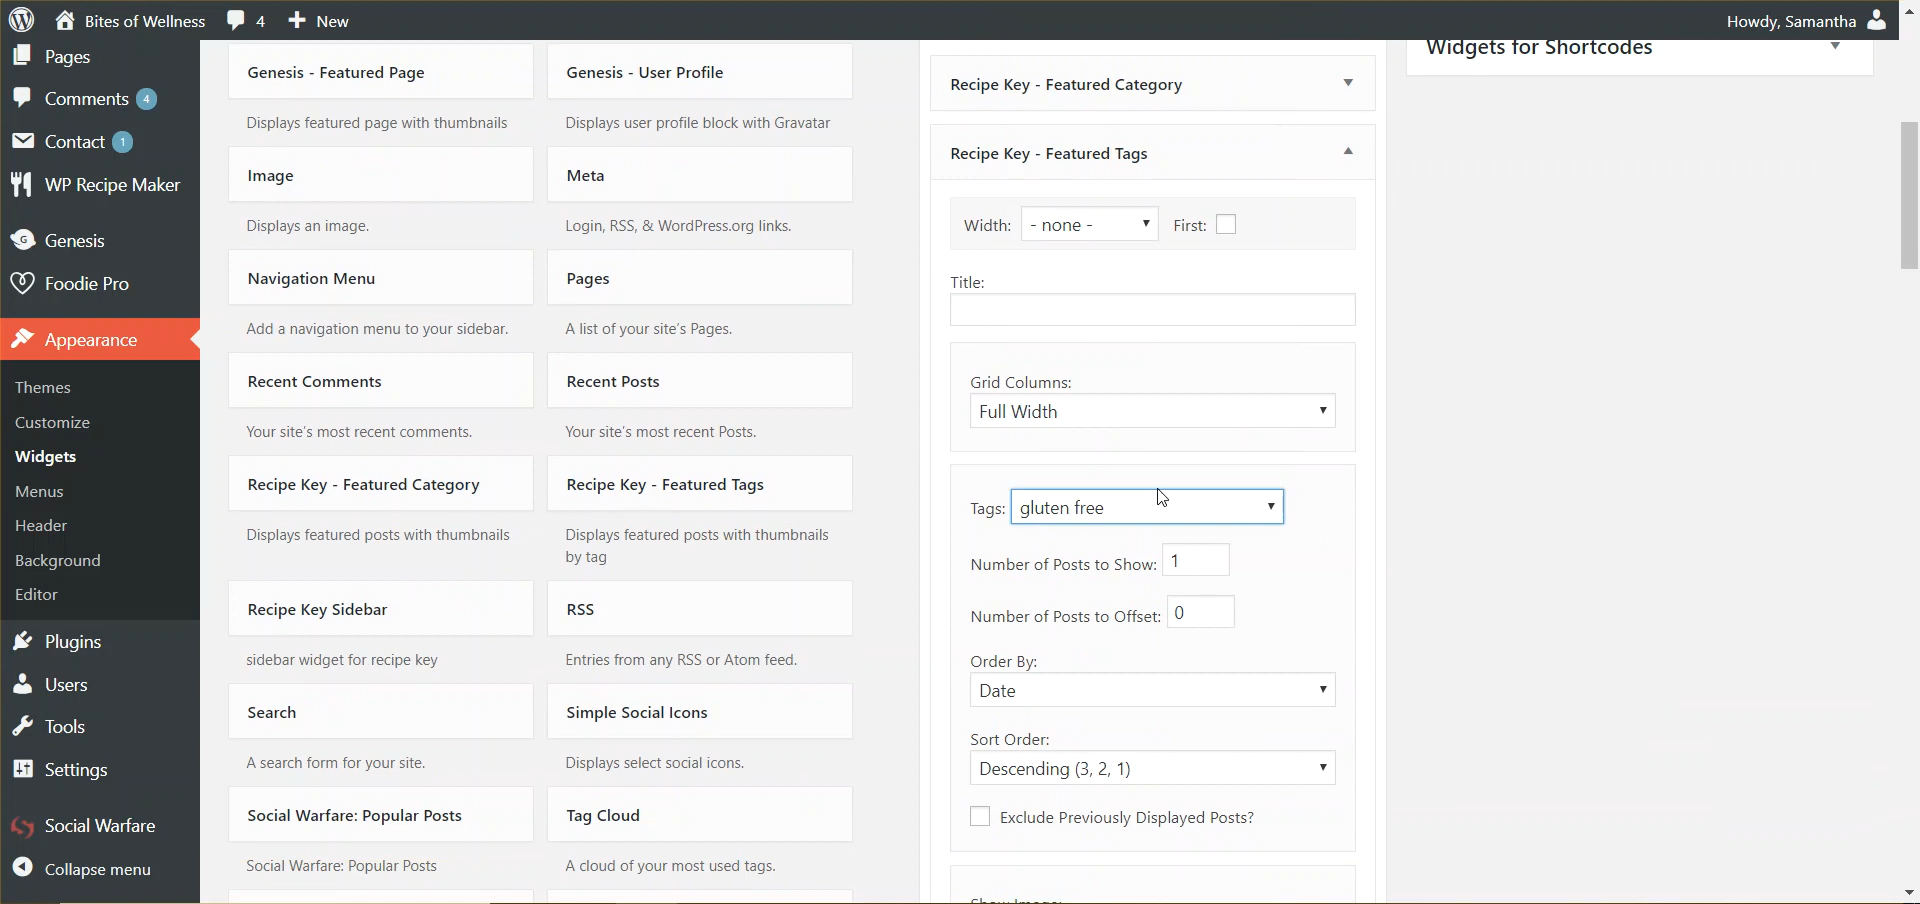 Bites of Wellness 4 New Howdy, Samantha
Pages
Comments 4
Contact 1
WP Recipe Maker
Genesis
Foodie Pro
Appearance
Themes
Customize
Widgets
Menus
Header
Background
Editor
Plugins
Users
Tools
Settings
Social Warfare
Collapse menu
Genesis - Featured Page
Displays featured page with thumbnails
Genesis - User Profile
Displays user profile block with Gravatar
Image
Displays an image.
Meta
Login, RSS, & WordPress.org links.
Navigation Menu
Add a navigation menu to your sidebar.
Pages
A list of your site's Pages.
Recent Comments
Your site's most recent comments.
Recent Posts
Your site's most recent Posts.
Recipe Key - Featured Category
Displays featured posts with thumbnails
Recipe Key - Featured Tags
Displays featured posts with thumbnails
by tag
Recipe Key Sidebar
sidebar widget for recipe key
RSS
Entries from any RSS or Atom feed.
Search
A search form for your site.
Simple Social Icons
Displays select social icons.
Social Warfare: Popular Posts
Social Warfare: Popular Posts
Tag Cloud
A cloud of your most used tags.
Recipe Key - Featured Category
Recipe Key - Featured Tags
Width: - none - First:
Title:
Grid Columns:
Full Width
Tags: gluten free
Number of Posts to Show: 1
Number of Posts to Offset: 0
Order By:
Date
Sort Order:
Descending (3, 2, 1)
Exclude Previously Displayed Posts?
Widgets for Shortcodes